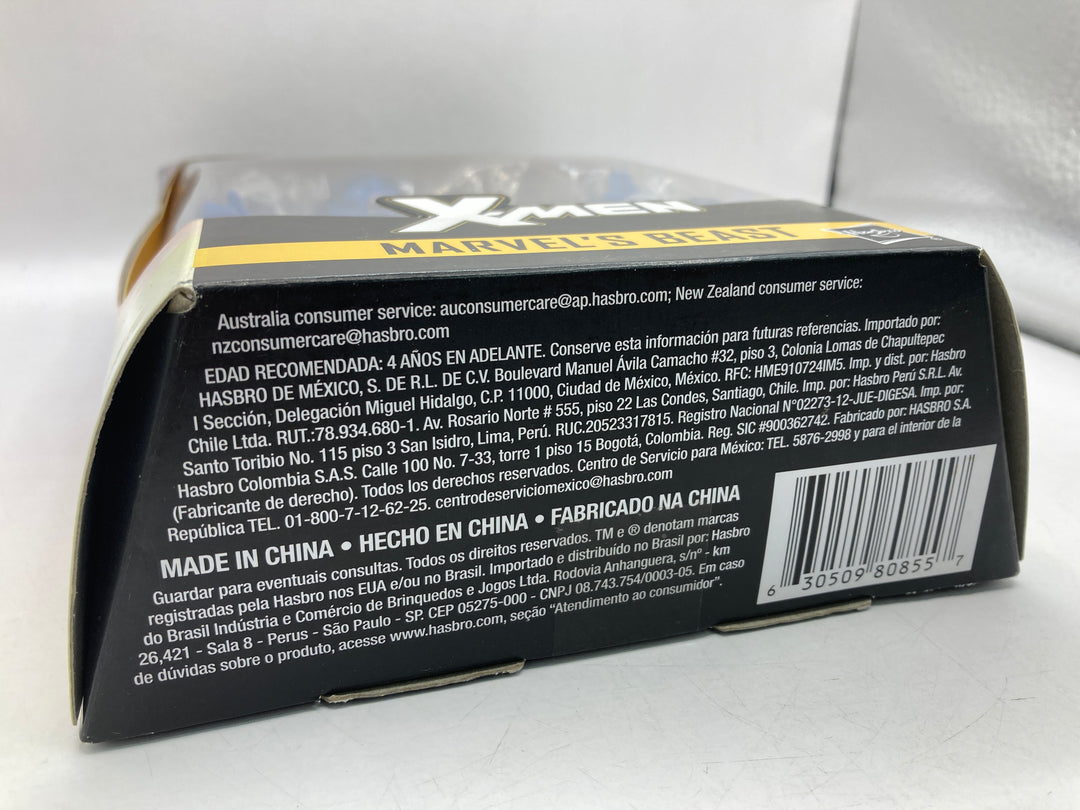 X-MEN
MARVEL'S BEAST
Hasbro
Australia consumer service: auconsumercare@ap.hasbro.com; New Zealand consumer service:
nzconsumercare@hasbro.com
EDAD RECOMENDADA: 4 AÑOS EN ADELANTE. Conserve esta información para futuras referencias. Importado por:
HASBRO DE MÉXICO, S. DE R.L. DE C.V. Boulevard Manuel Ávila Camacho #32, piso 3, Colonia Lomas de Chapultepec
I Sección, Delegación Miguel Hidalgo, C.P. 11000, Ciudad de México, México. RFC: HME910724IM5. Imp. y dist. por: Hasbro
Chile Ltda. RUT.:78.934.680-1. Av. Rosario Norte # 555, piso 22 Las Condes, Santiago, Chile. Imp. por: Hasbro Perú S.R.L. Av.
Santo Toribio No. 115 piso 3 San Isidro, Lima, Perú. RUC.20523317815. Registro Nacional N°02273-12-JUE-DIGESA. Imp. por:
Hasbro Colombia S.A.S. Calle 100 No. 7-33, torre 1 piso 15 Bogotá, Colombia. Reg. SIC #900362742. Fabricado por: HASBRO S.A.
(Fabricante de derecho). Todos los derechos reservados. Centro de Servicio para México: TEL. 5876-2998 y para el interior de la
República TEL. 01-800-7-12-62-25. centrodeserviciomexico@hasbro.com
MADE IN CHINA • HECHO EN CHINA • FABRICADO NA CHINA
Guardar para eventuais consultas. Todos os direitos reservados. TM e ® denotam marcas
registradas pela Hasbro nos EUA e/ou no Brasil. Importado e distribuído no Brasil por: Hasbro
do Brasil Indústria e Comércio de Brinquedos e Jogos Ltda. Rodovia Anhanguera, s/nº - km
26,421 - Sala 8 - Perus - São Paulo - SP. CEP 05275-000 - CNPJ 08.743.754/0003-05. Em caso
de dúvidas sobre o produto, acesse www.hasbro.com, seção "Atendimento ao consumidor".
6 30509 80855 7